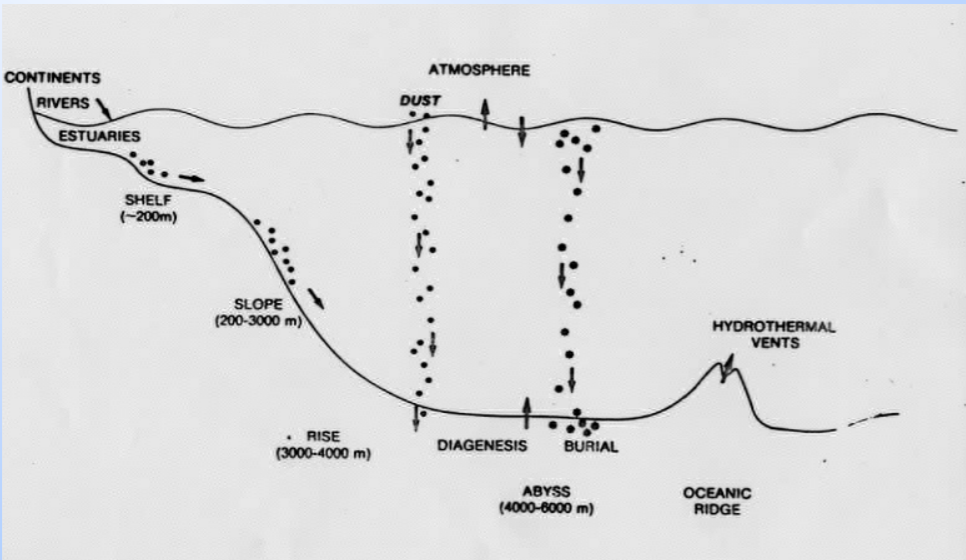 ATMOSPHERE
CONTINENTS
RIVERS
DUST
ESTUARIES
SHELF
(~200m)
SLOPE
(200-3000 m)
HYDROTHERMAL
VENTS
RISE
(3000-4000 m)
DIAGENESIS
BURIAL
ABYSS
(4000-6000 m)
OCEANIC
RIDGE